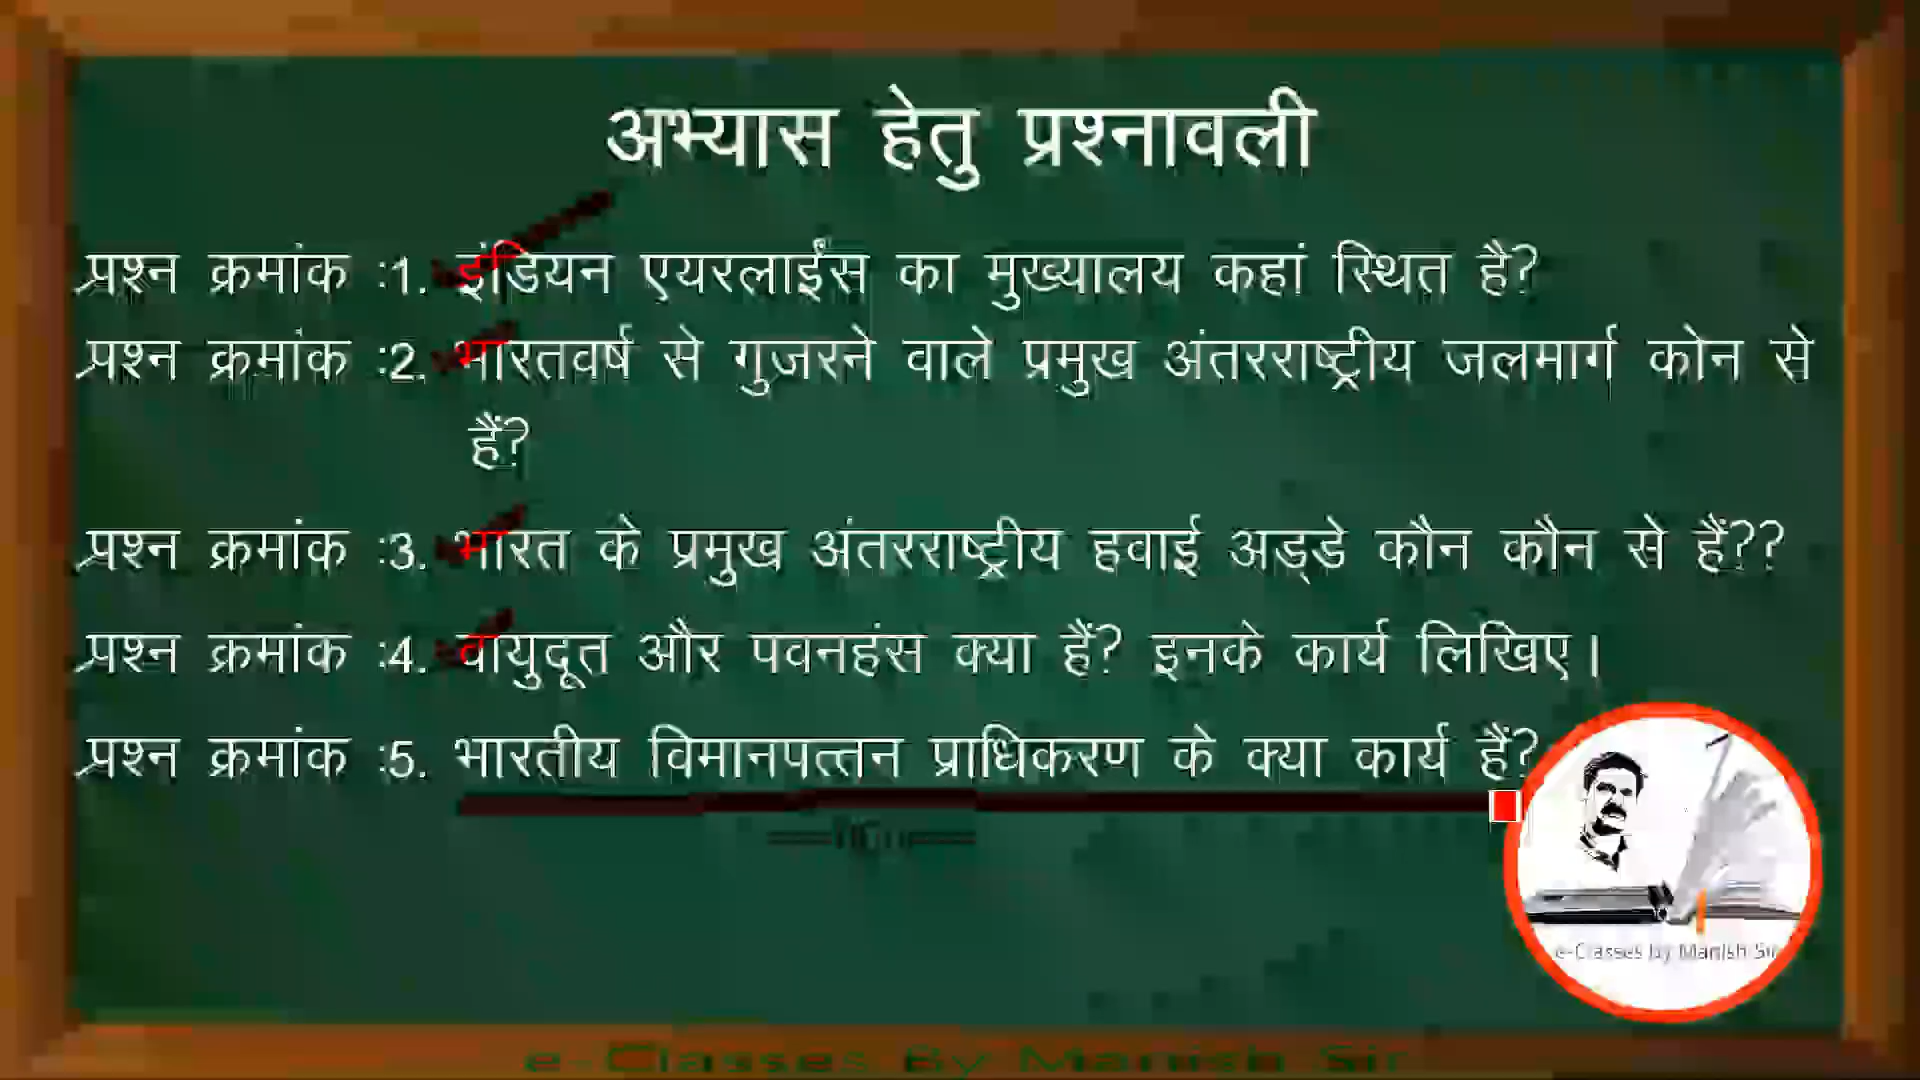 अभ्यास हेतु प्रश्नावली
प्रश्न क्रमांक :1. इंडियन एयरलाईंस का मुख्यालय कहां स्थित है?
प्रश्न क्रमांक :2. भारतवर्ष से गुजरने वाले प्रमुख अंतरराष्ट्रीय जलमार्ग कोन से
हैं?
प्रश्न क्रमांक :3. भारत के प्रमुख अंतरराष्ट्रीय हवाई अड्डे कौन कौन से हैं??
प्रश्न क्रमांक :4. वायुदूत और पवनहंस क्या हैं? इनके कार्य लिखिए।
प्रश्न क्रमांक :5. भारतीय विमानपत्तन प्राधिकरण के क्या कार्य हैं?
e-Classes by Manish Sir
e-Classes By Manish Sir